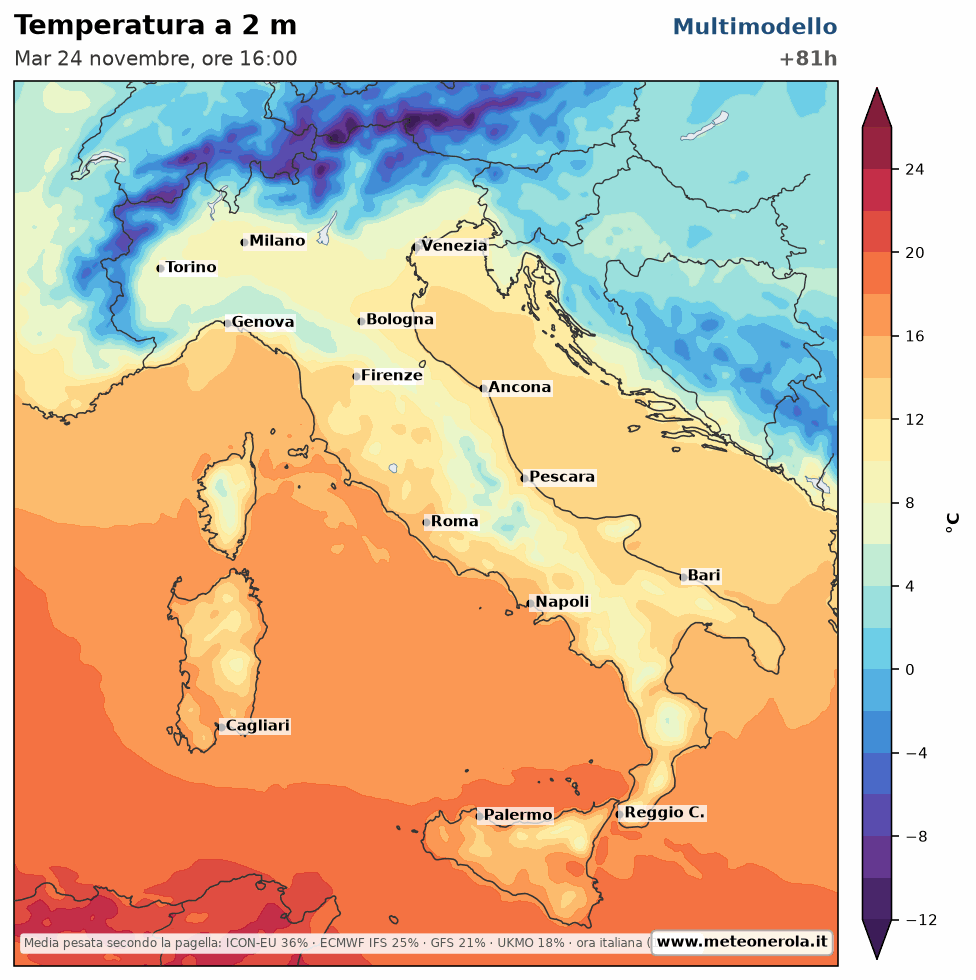 Temperatura a 2 m
Multimodello
Mar 24 novembre, ore 16:00
+81h
Milano
Venezia
Torino
Genova
Bologna
Firenze
Ancona
Pescara
Roma
Bari
Napoli
Cagliari
Palermo
Reggio C.
24
20
16
12
8
4
0
−4
−8
−12
°C
Media pesata secondo la pagella: ICON-EU 36% · ECMWF IFS 25% · GFS 21% · UKMO 18% · ora italiana (
www.meteonerola.it